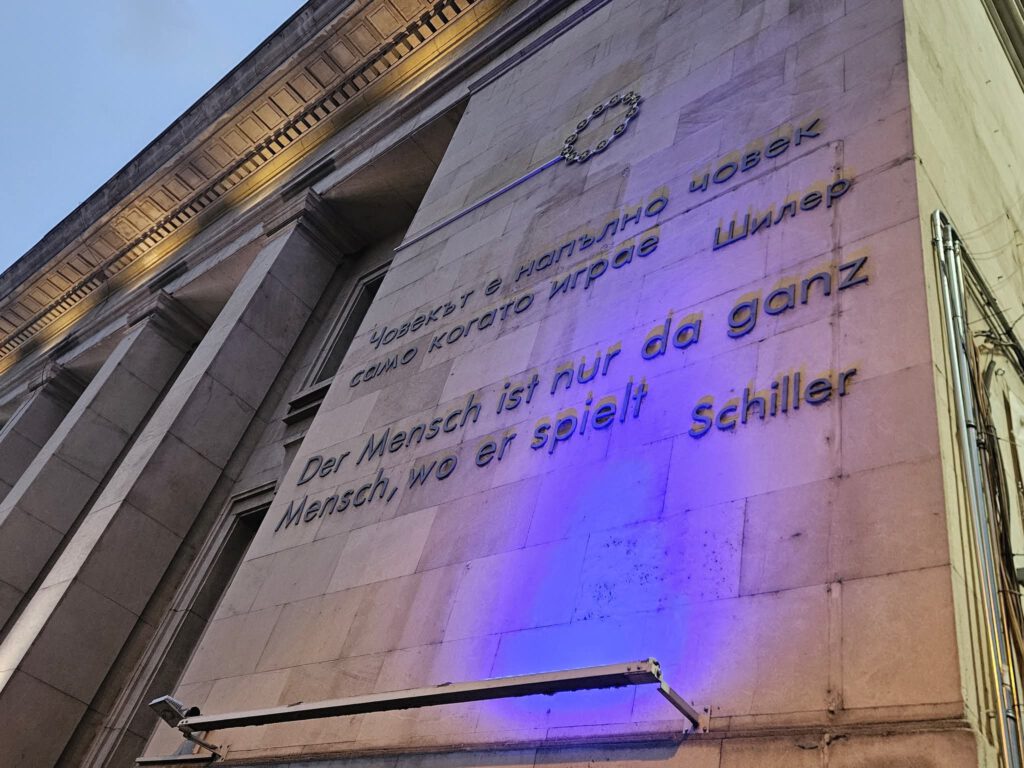 Човекът е напълно човек
само когато играе Шилер
Der Mensch ist nur da ganz
Mensch, wo er spielt Schiller